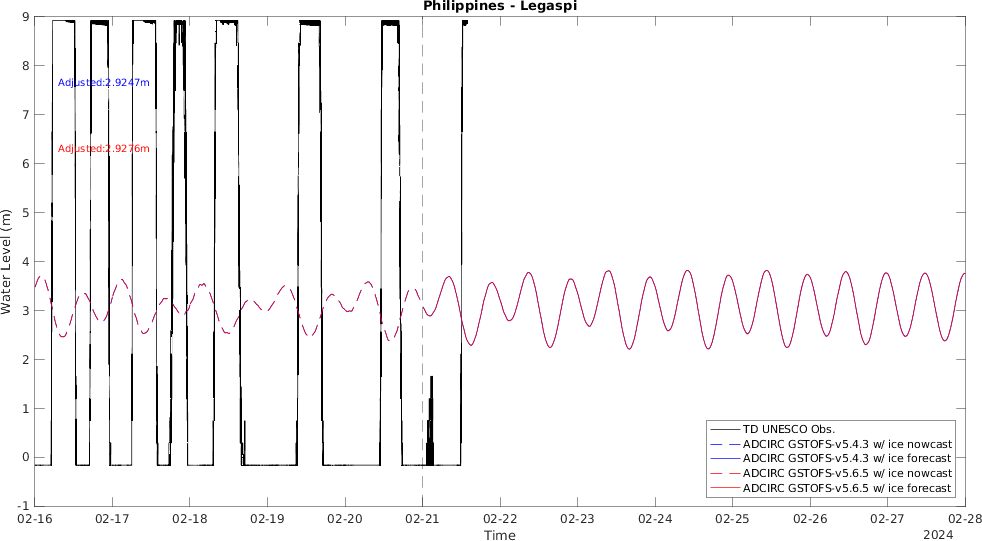 Philippines - Legaspi
9
8
7
6
5
4
3
2
1
0
-1
Water Level (m)
Adjusted:2.9247m
Adjusted:2.9276m
TD UNESCO Obs.
ADCIRC GSTOFS-v5.4.3 w/ ice nowcast
ADCIRC GSTOFS-v5.4.3 w/ ice forecast
ADCIRC GSTOFS-v5.6.5 w/ ice nowcast
ADCIRC GSTOFS-v5.6.5 w/ ice forecast
02-16 02-17 02-18 02-19 02-20 02-21 02-22 02-23 02-24 02-25 02-26 02-27 02-28
Time
2024